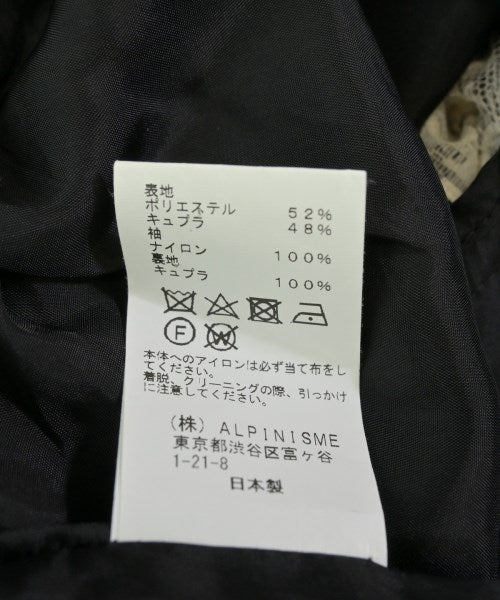 表地
ポリエステル 52%
キュプラ 48%
袖
ナイロン 100%
裏地
キュプラ 100%
F W
本体へのアイロンは必ず当て布をし
てください。
着脱、クリーニングの際、引っかけ
に注意してください。
(株) ALPINISME
東京都渋谷区富ヶ谷
1-21-8
日本製